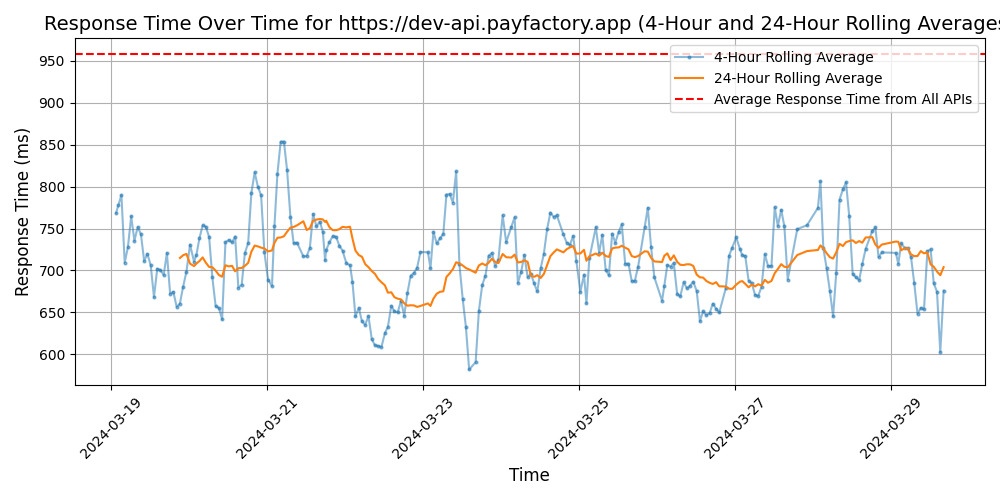 Response Time Over Time for https://dev-api.payfactory.app (4-Hour and 24-Hour Rolling Averages
4-Hour Rolling Average
24-Hour Rolling Average
Average Response Time from All APIs
Response Time (ms)
950
900
850
800
750
700
650
600
2024-03-19
2024-03-21
2024-03-23
2024-03-25
2024-03-27
2024-03-29
Time